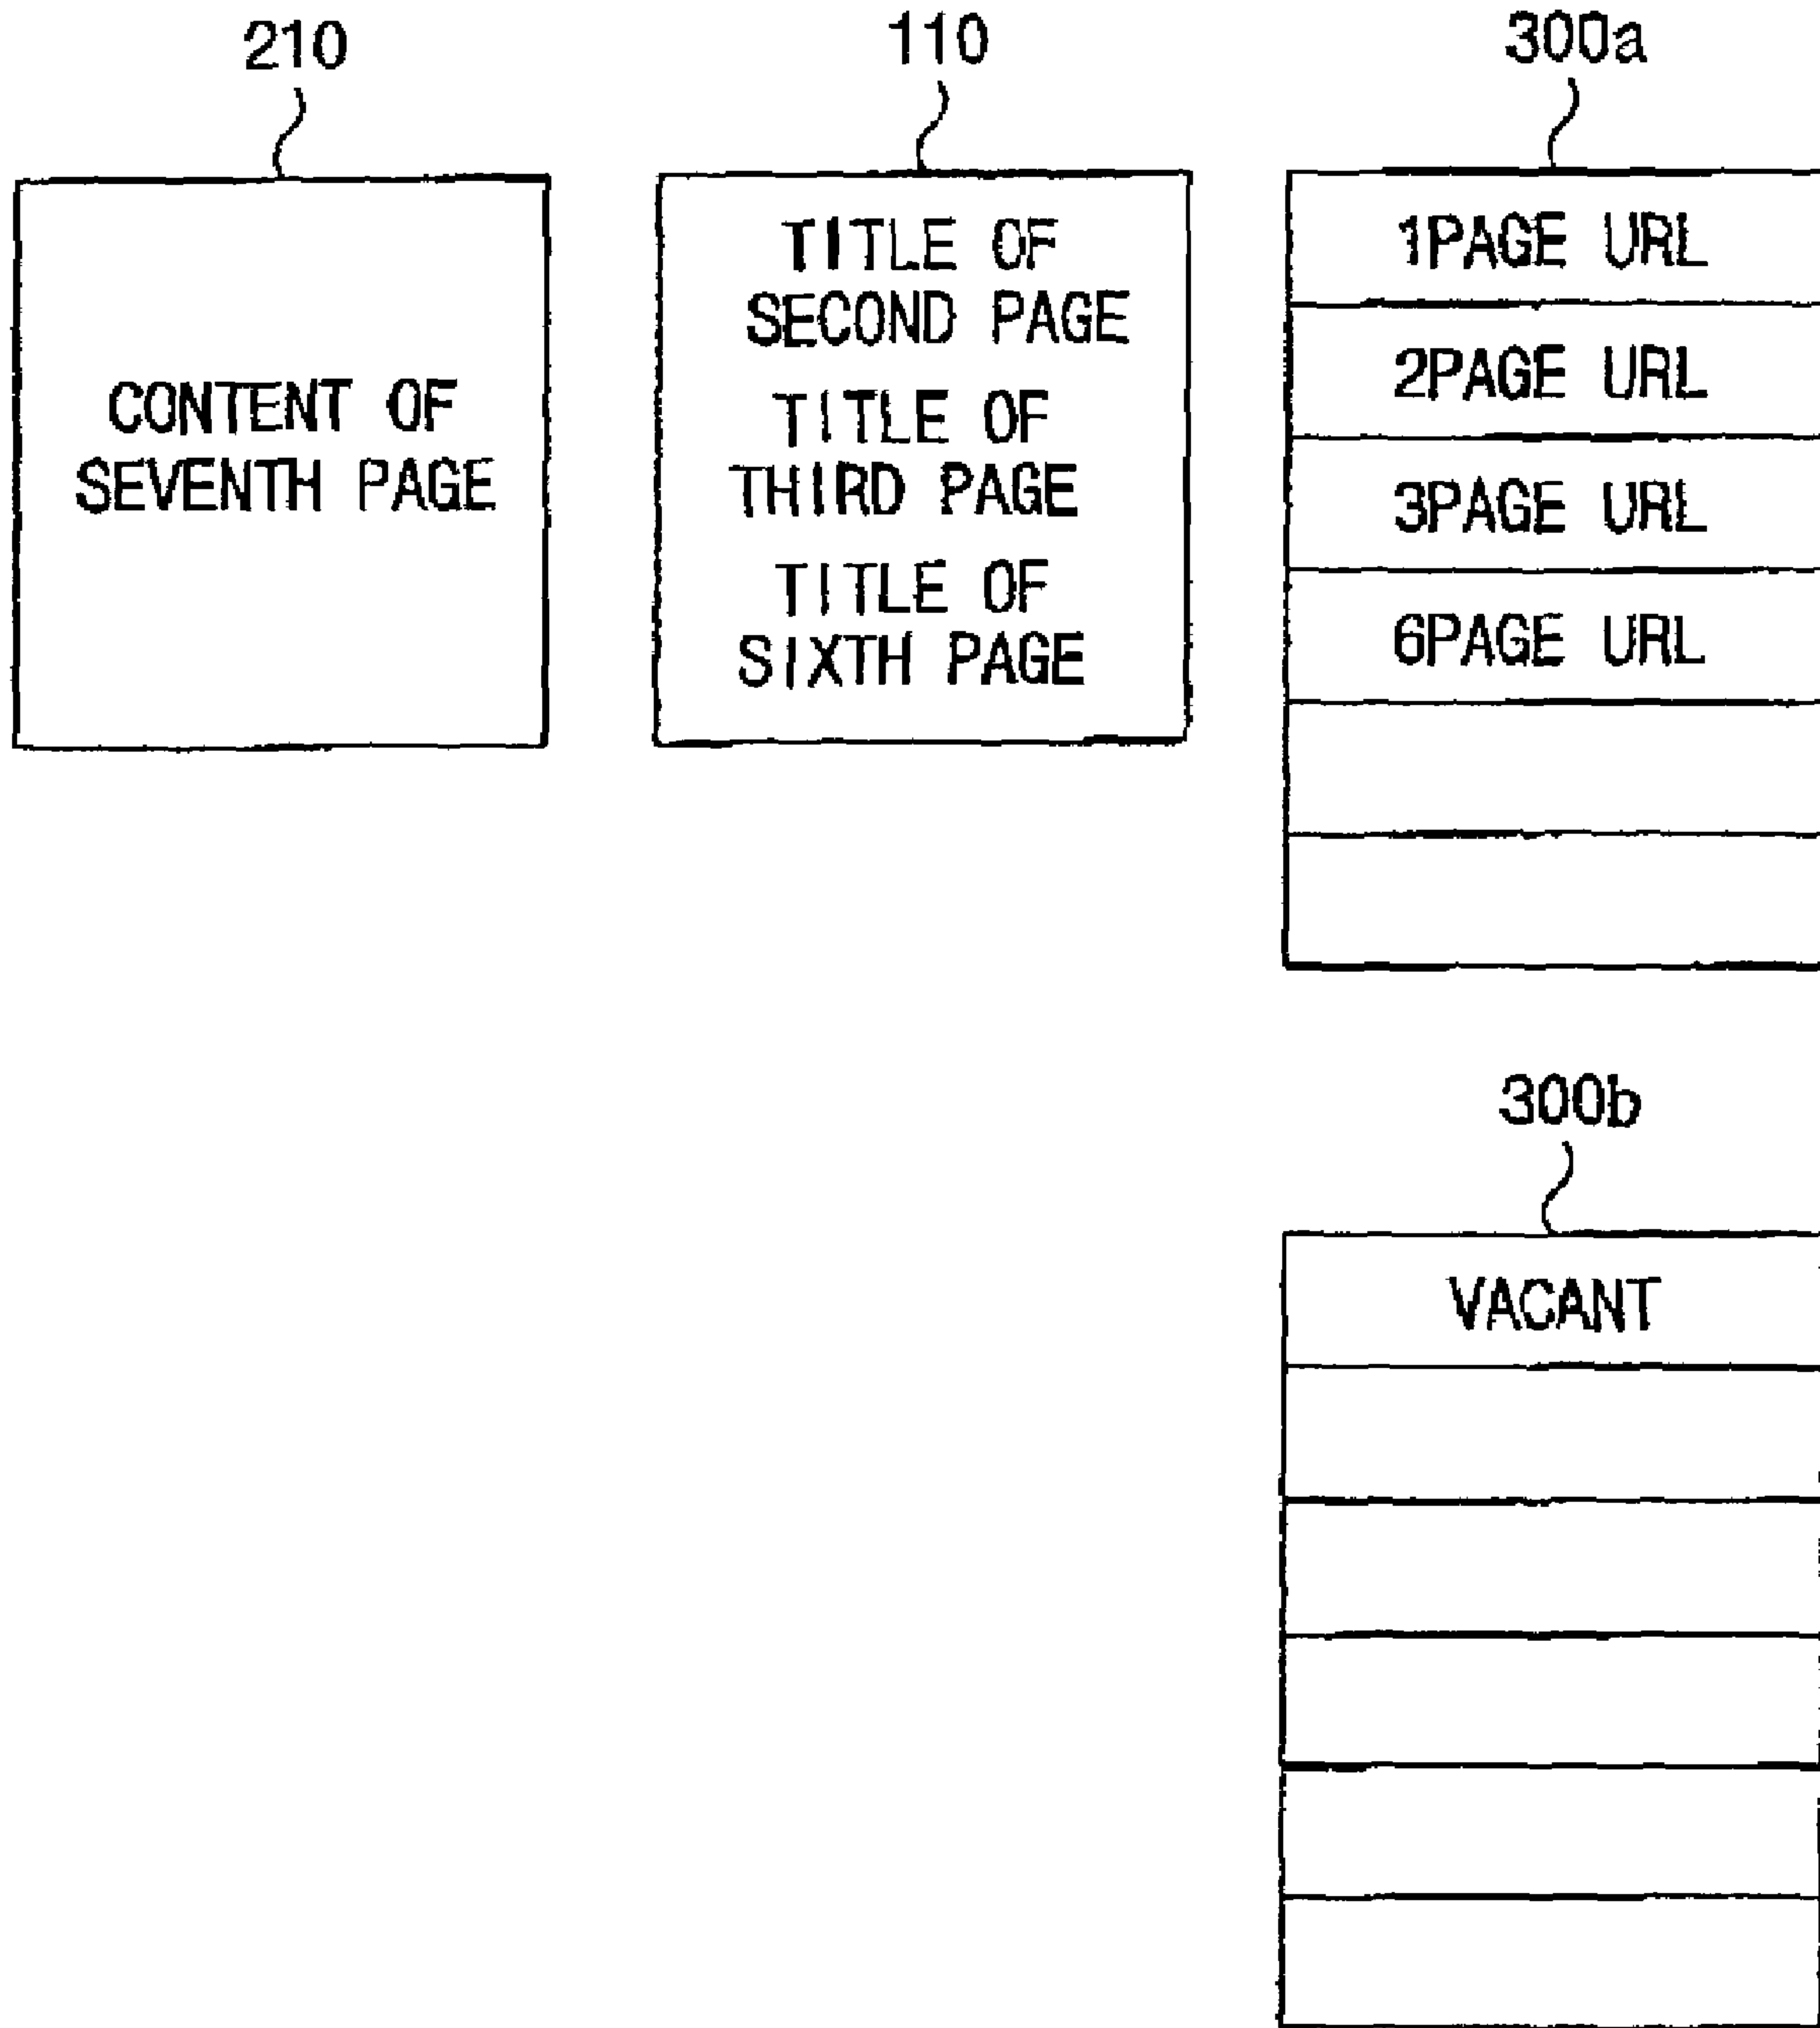 210
110
300a
CONTENT OF
SEVENTH PAGE
TITLE OF
SECOND PAGE
TITLE OF
THIRD PAGE
TITLE OF
SIXTH PAGE
1PAGE URL
2PAGE URL
3PAGE URL
6PAGE URL
300b
VACANT